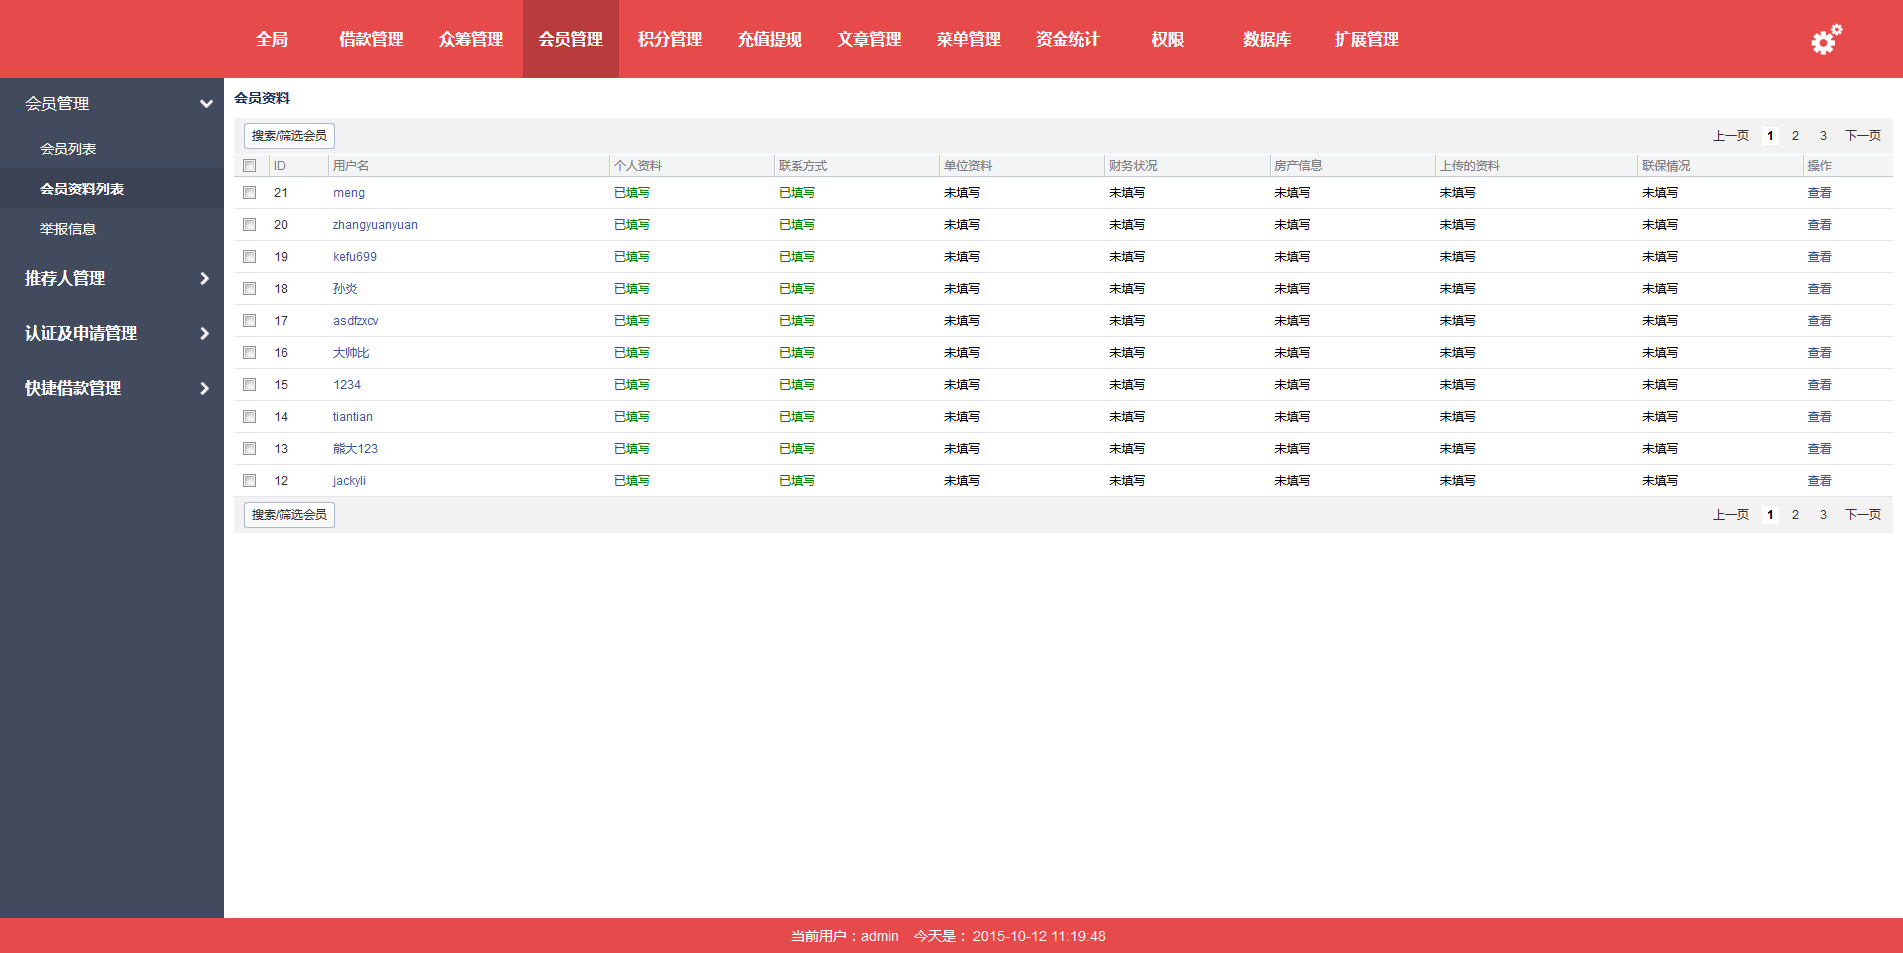 全局 借款管理 众筹管理 会员管理 积分管理 充值提现 文章管理 菜单管理 资金统计 权限 数据库 扩展管理
会员管理
会员列表
会员资料列表
举报信息
推荐人管理
认证及申请管理
快捷借款管理
会员资料
搜索/筛选会员 上一页 1 2 3 下一页
ID 用户名 个人资料 联系方式 单位资料 财务状况 房产信息 上传的资料 联保情况 操作
21 meng 已填写 已填写 未填写 未填写 未填写 未填写 未填写 查看
20 zhangyuanyuan 已填写 已填写 未填写 未填写 未填写 未填写 未填写 查看
19 kefu699 已填写 已填写 未填写 未填写 未填写 未填写 未填写 查看
18 孙炎 已填写 已填写 未填写 未填写 未填写 未填写 未填写 查看
17 asdfzxcv 已填写 已填写 未填写 未填写 未填写 未填写 未填写 查看
16 大帅比 已填写 已填写 未填写 未填写 未填写 未填写 未填写 查看
15 1234 已填写 已填写 未填写 未填写 未填写 未填写 未填写 查看
14 tiantian 已填写 已填写 未填写 未填写 未填写 未填写 未填写 查看
13 熊大123 已填写 已填写 未填写 未填写 未填写 未填写 未填写 查看
12 jackyli 已填写 已填写 未填写 未填写 未填写 未填写 未填写 查看
搜索/筛选会员 上一页 1 2 3 下一页
当前用户：admin 今天是： 2015-10-12 11:19:48